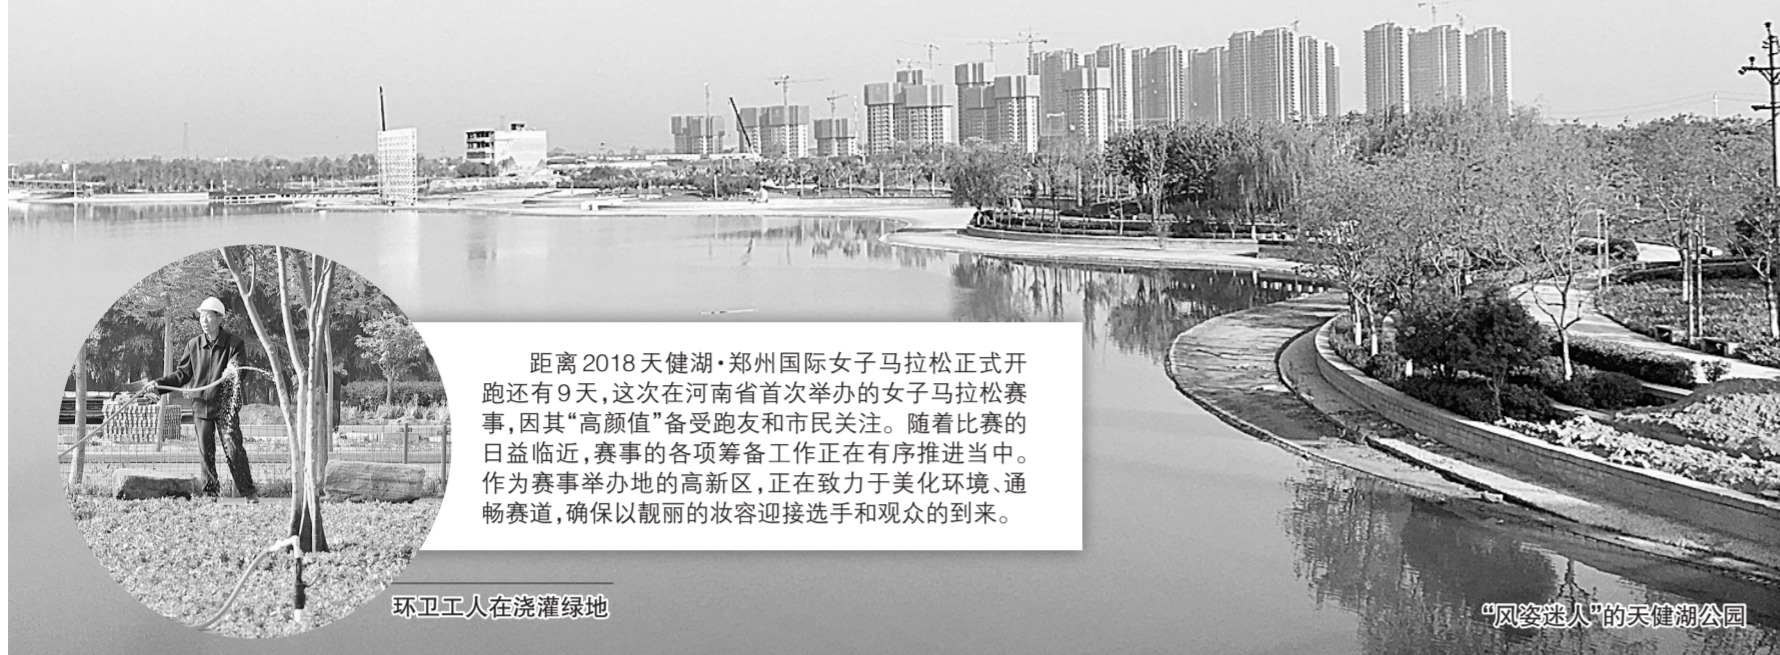 距离2018天健湖·郑州国际女子马拉松正式开
跑还有9天，这次在河南省首次举办的女子马拉松赛
事，因其“高颜值”备受跑友和市民关注。随着比赛的
日益临近，赛事的各项筹备工作正在有序推进当中。
作为赛事举办地的高新区，正在致力于美化环境、通
畅赛道，确保以靓丽的妆容迎接选手和观众的到来。
环卫工人在浇灌绿地
“风姿迷人”的天健湖公园